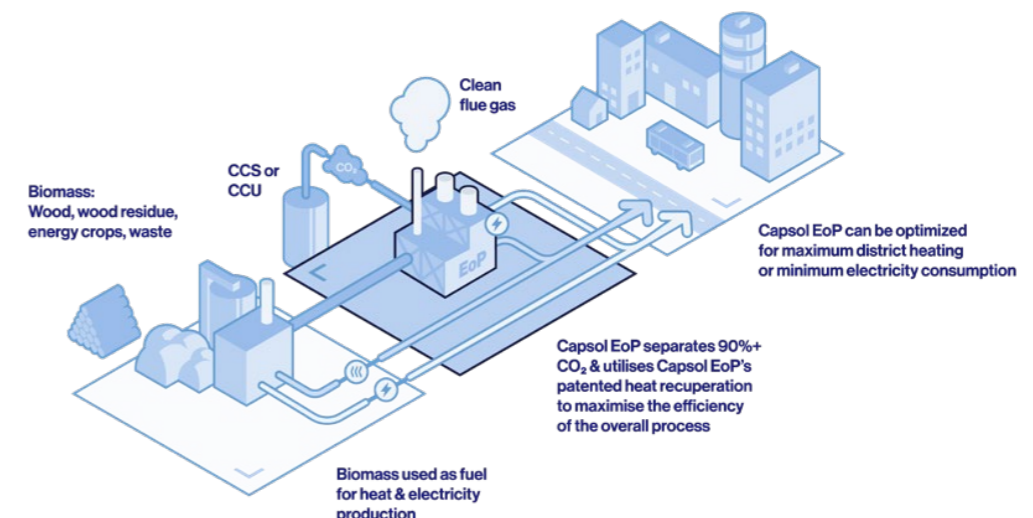 Clean
flue gas
CCS or
CCU
CO₂
Biomass:
Wood, wood residue,
energy crops, waste
EoP
Capsol EoP can be optimized
for maximum district heating
or minimum electricity consumption
Capsol EoP separates 90%+
CO₂ & utilises Capsol EoP's
patented heat recuperation
to maximise the efficiency
of the overall process
Biomass used as fuel
for heat & electricity
production